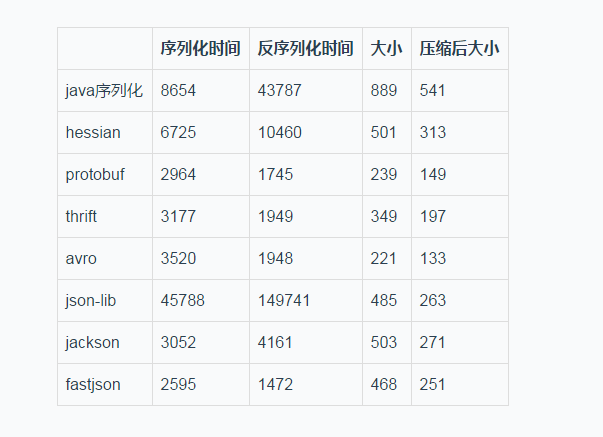 序列化时间 反序列化时间 大小 压缩后大小
java序列化 8654 43787 889 541
hessian 6725 10460 501 313
protobuf 2964 1745 239 149
thrift 3177 1949 349 197
avro 3520 1948 221 133
json-lib 45788 149741 485 263
jackson 3052 4161 503 271
fastjson 2595 1472 468 251